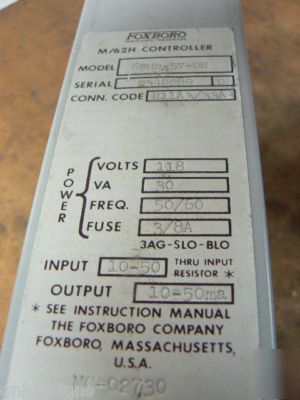 FOXBORO
M/62H CONTROLLER
MODEL
SERIAL
CONN. CODE
POWER
VOLTS 118
VA 30
FREQ. 50/60
FUSE 3/8A
3AG-SLO-BLO
INPUT 10-50 THRU INPUT RESISTOR *
OUTPUT 10-50ma
* SEE INSTRUCTION MANUAL
THE FOXBORO COMPANY
FOXBORO, MASSACHUSETTS,
U.S.A.